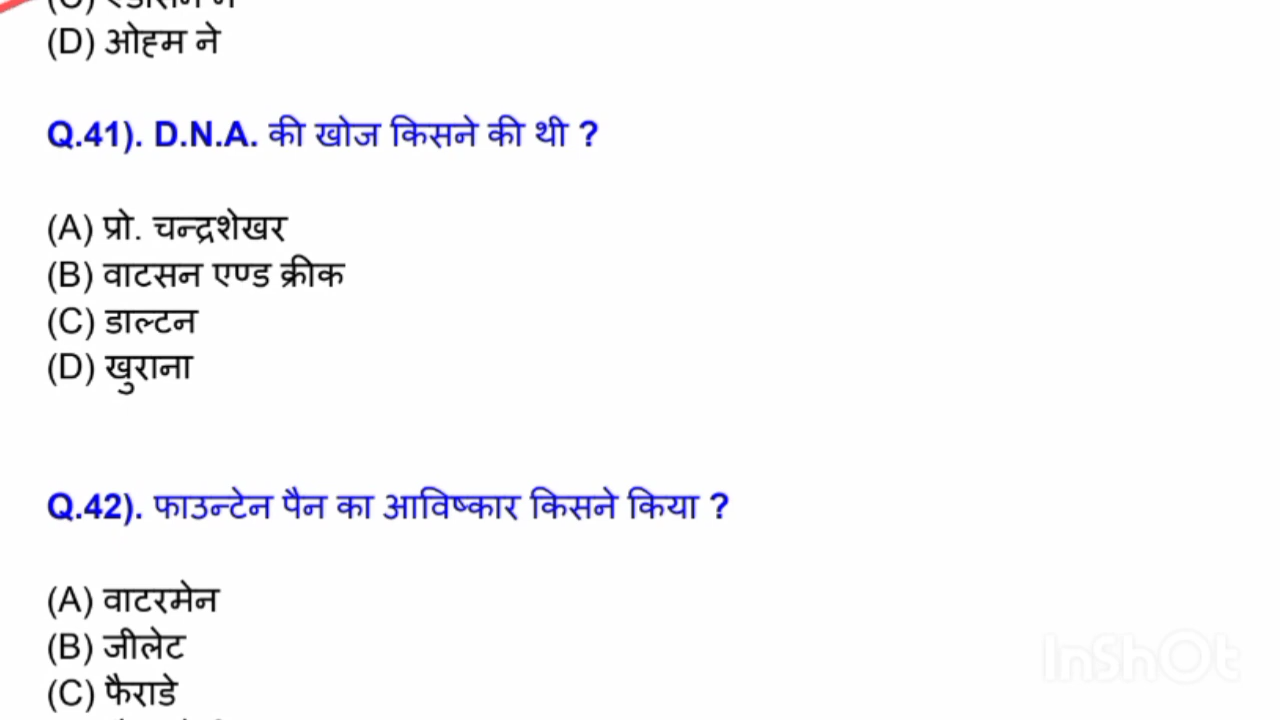 (D) ओह्म ने
Q.41). D.N.A. की खोज किसने की थी ?
(A) प्रो. चन्द्रशेखर
(B) वाटसन एण्ड क्रीक
(C) डाल्टन
(D) खुराना
Q.42). फाउन्टेन पैन का आविष्कार किसने किया ?
(A) वाटरमेन
(B) जीलेट
(C) फैराडे
InShOt